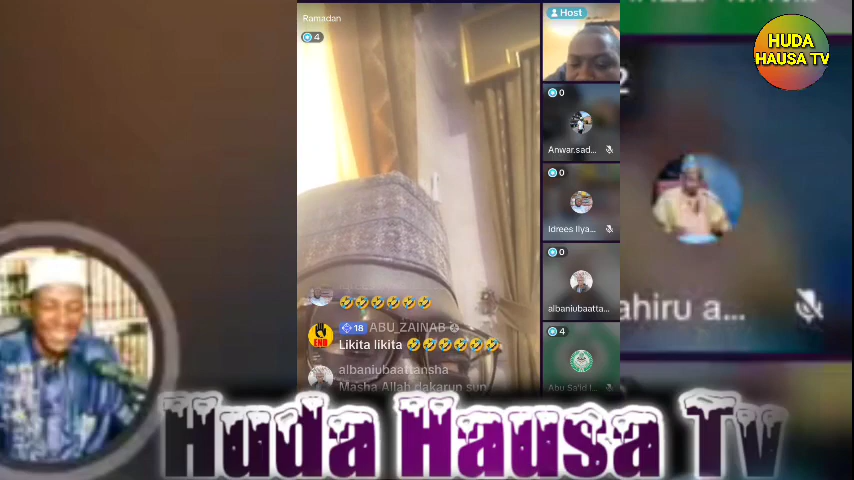 Ramadan
4
Host
0
Anwar.sad...
0
Idrees Ilya...
0
albaniubaatta...
4
Abu Sa'id I...
🤣🤣🤣🤣🤣🤣
END
18 ABU_ZAINAB
Likita likita 🤣🤣🤣🤣🤣🤣
albaniubaattansha
Masha Allah dakarun sun
HUDA
HAUSA TV
ahiru a...
Huda Hausa Tv